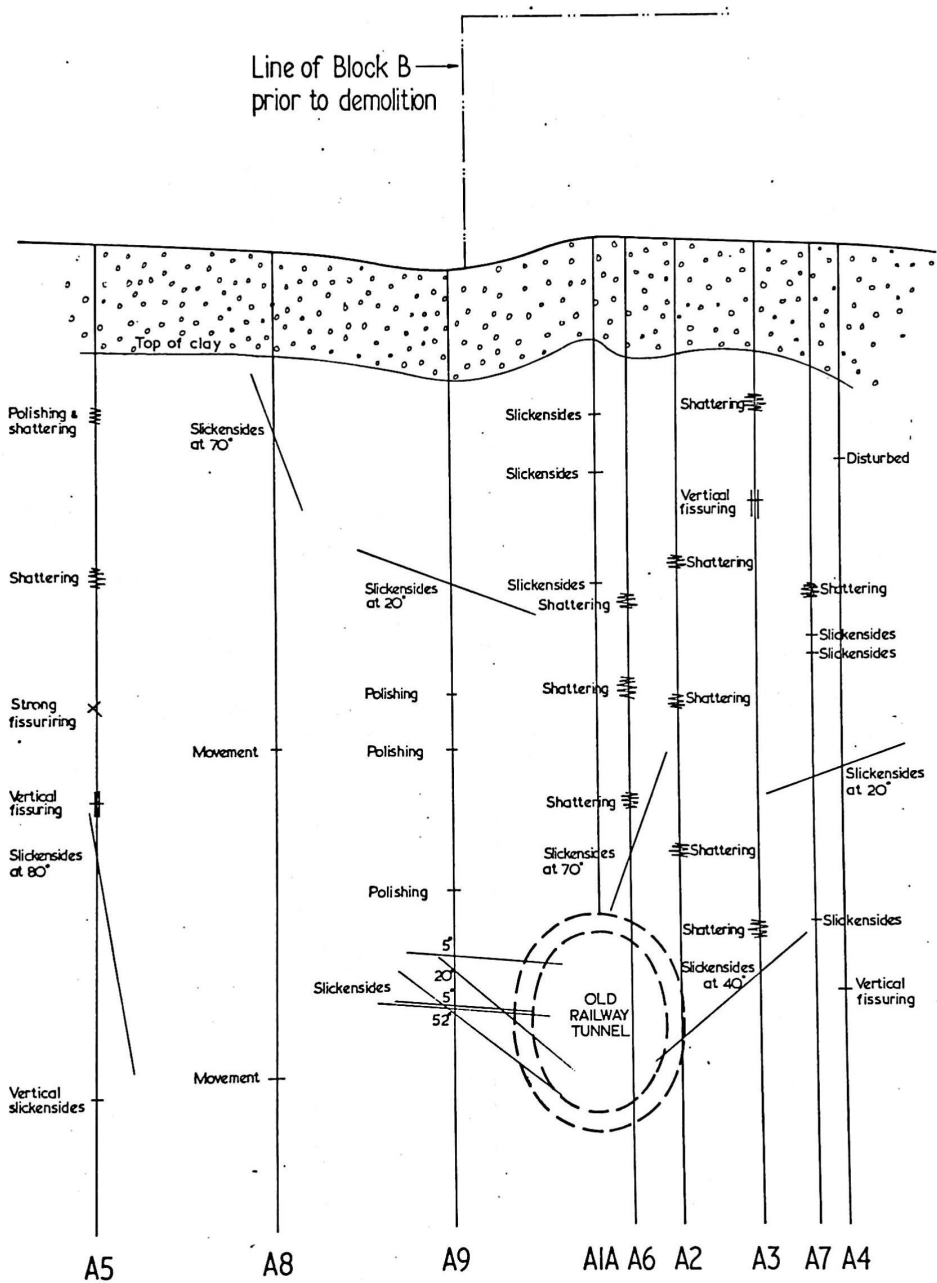 Line of Block B
prior to demolition
Top of clay
Polishing &
shattering
Slickensides
at 70°
Slickensides
Shattering
Slickensides
Disturbed
Vertical
fissuring
Shattering
Slickensides
at 20°
Slickensides
Shattering
Shattering
Shattering
Slickensides
Slickensides
Strong
fissuriring
Polishing
Shattering
Shattering
Movement
Polishing
Slickensides
at 20°
Vertical
fissuring
Shattering
Slickensides
at 80°
Slickensides
at 70°
Shattering
Polishing
Shattering
Slickensides
5°
20°
Slickensides
5°
52°
Slickensides
at 40°
OLD
RAILWAY
TUNNEL
Vertical
fissuring
Movement
Vertical
slickensides
A5
A8
A9
A1A
A6
A2
A3
A7
A4